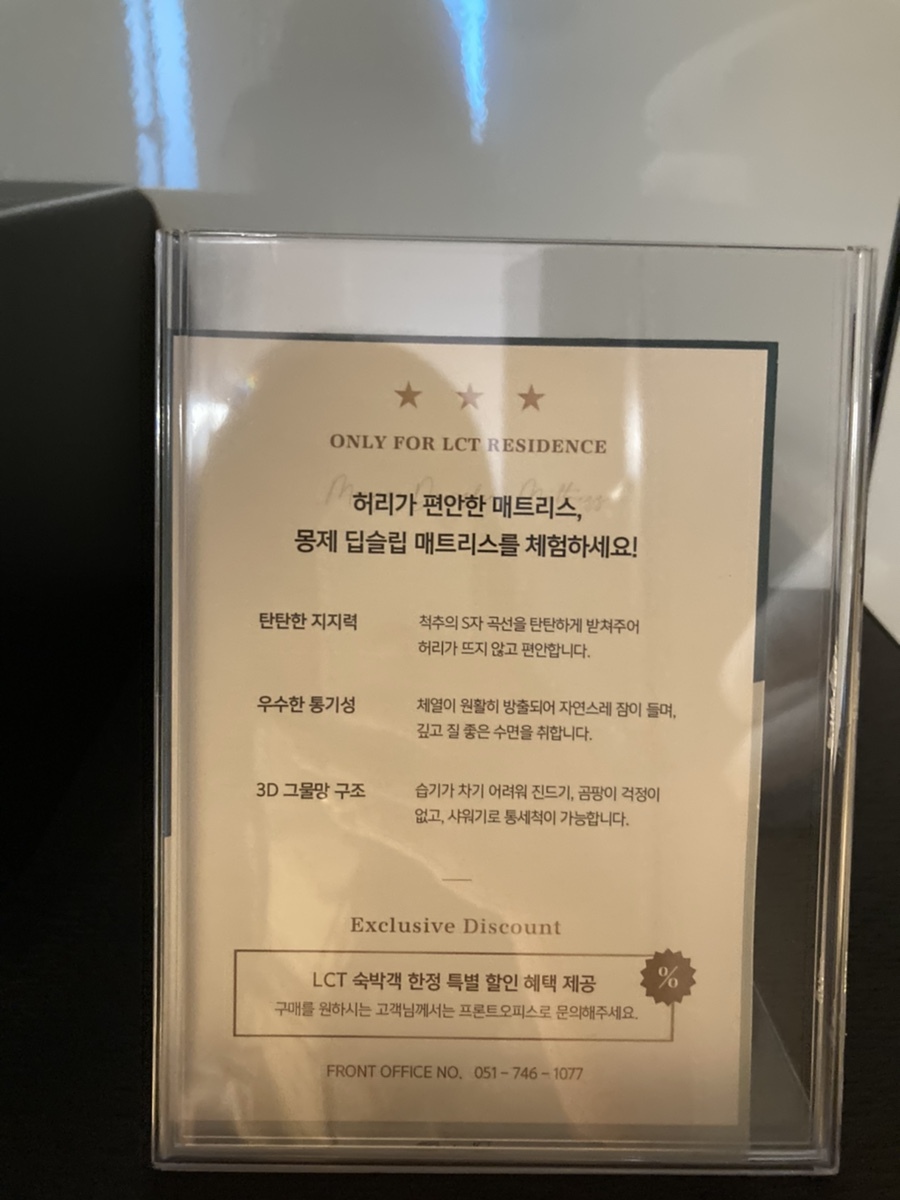 ONLY FOR LCT RESIDENCE
허리가 편안한 매트리스,
몽제 딥슬립 매트리스를 체험하세요!
탄탄한 지지력
척추의 S자 곡선을 탄탄하게 받쳐주어
허리가 뜨지 않고 편안합니다.
우수한 통기성
체열이 원활히 방출되어 자연스레 잠이 들며,
깊고 질 좋은 수면을 취합니다.
3D 그물망 구조
습기가 차기 어려워 진드기, 곰팡이 걱정이
없고, 샤워기로 통세척이 가능합니다.
Exclusive Discount
LCT 숙박객 한정 특별 할인 혜택 제공
%
구매를 원하시는 고객님께서는 프론트오피스로 문의해주세요.
FRONT OFFICE NO. 051-746-1077